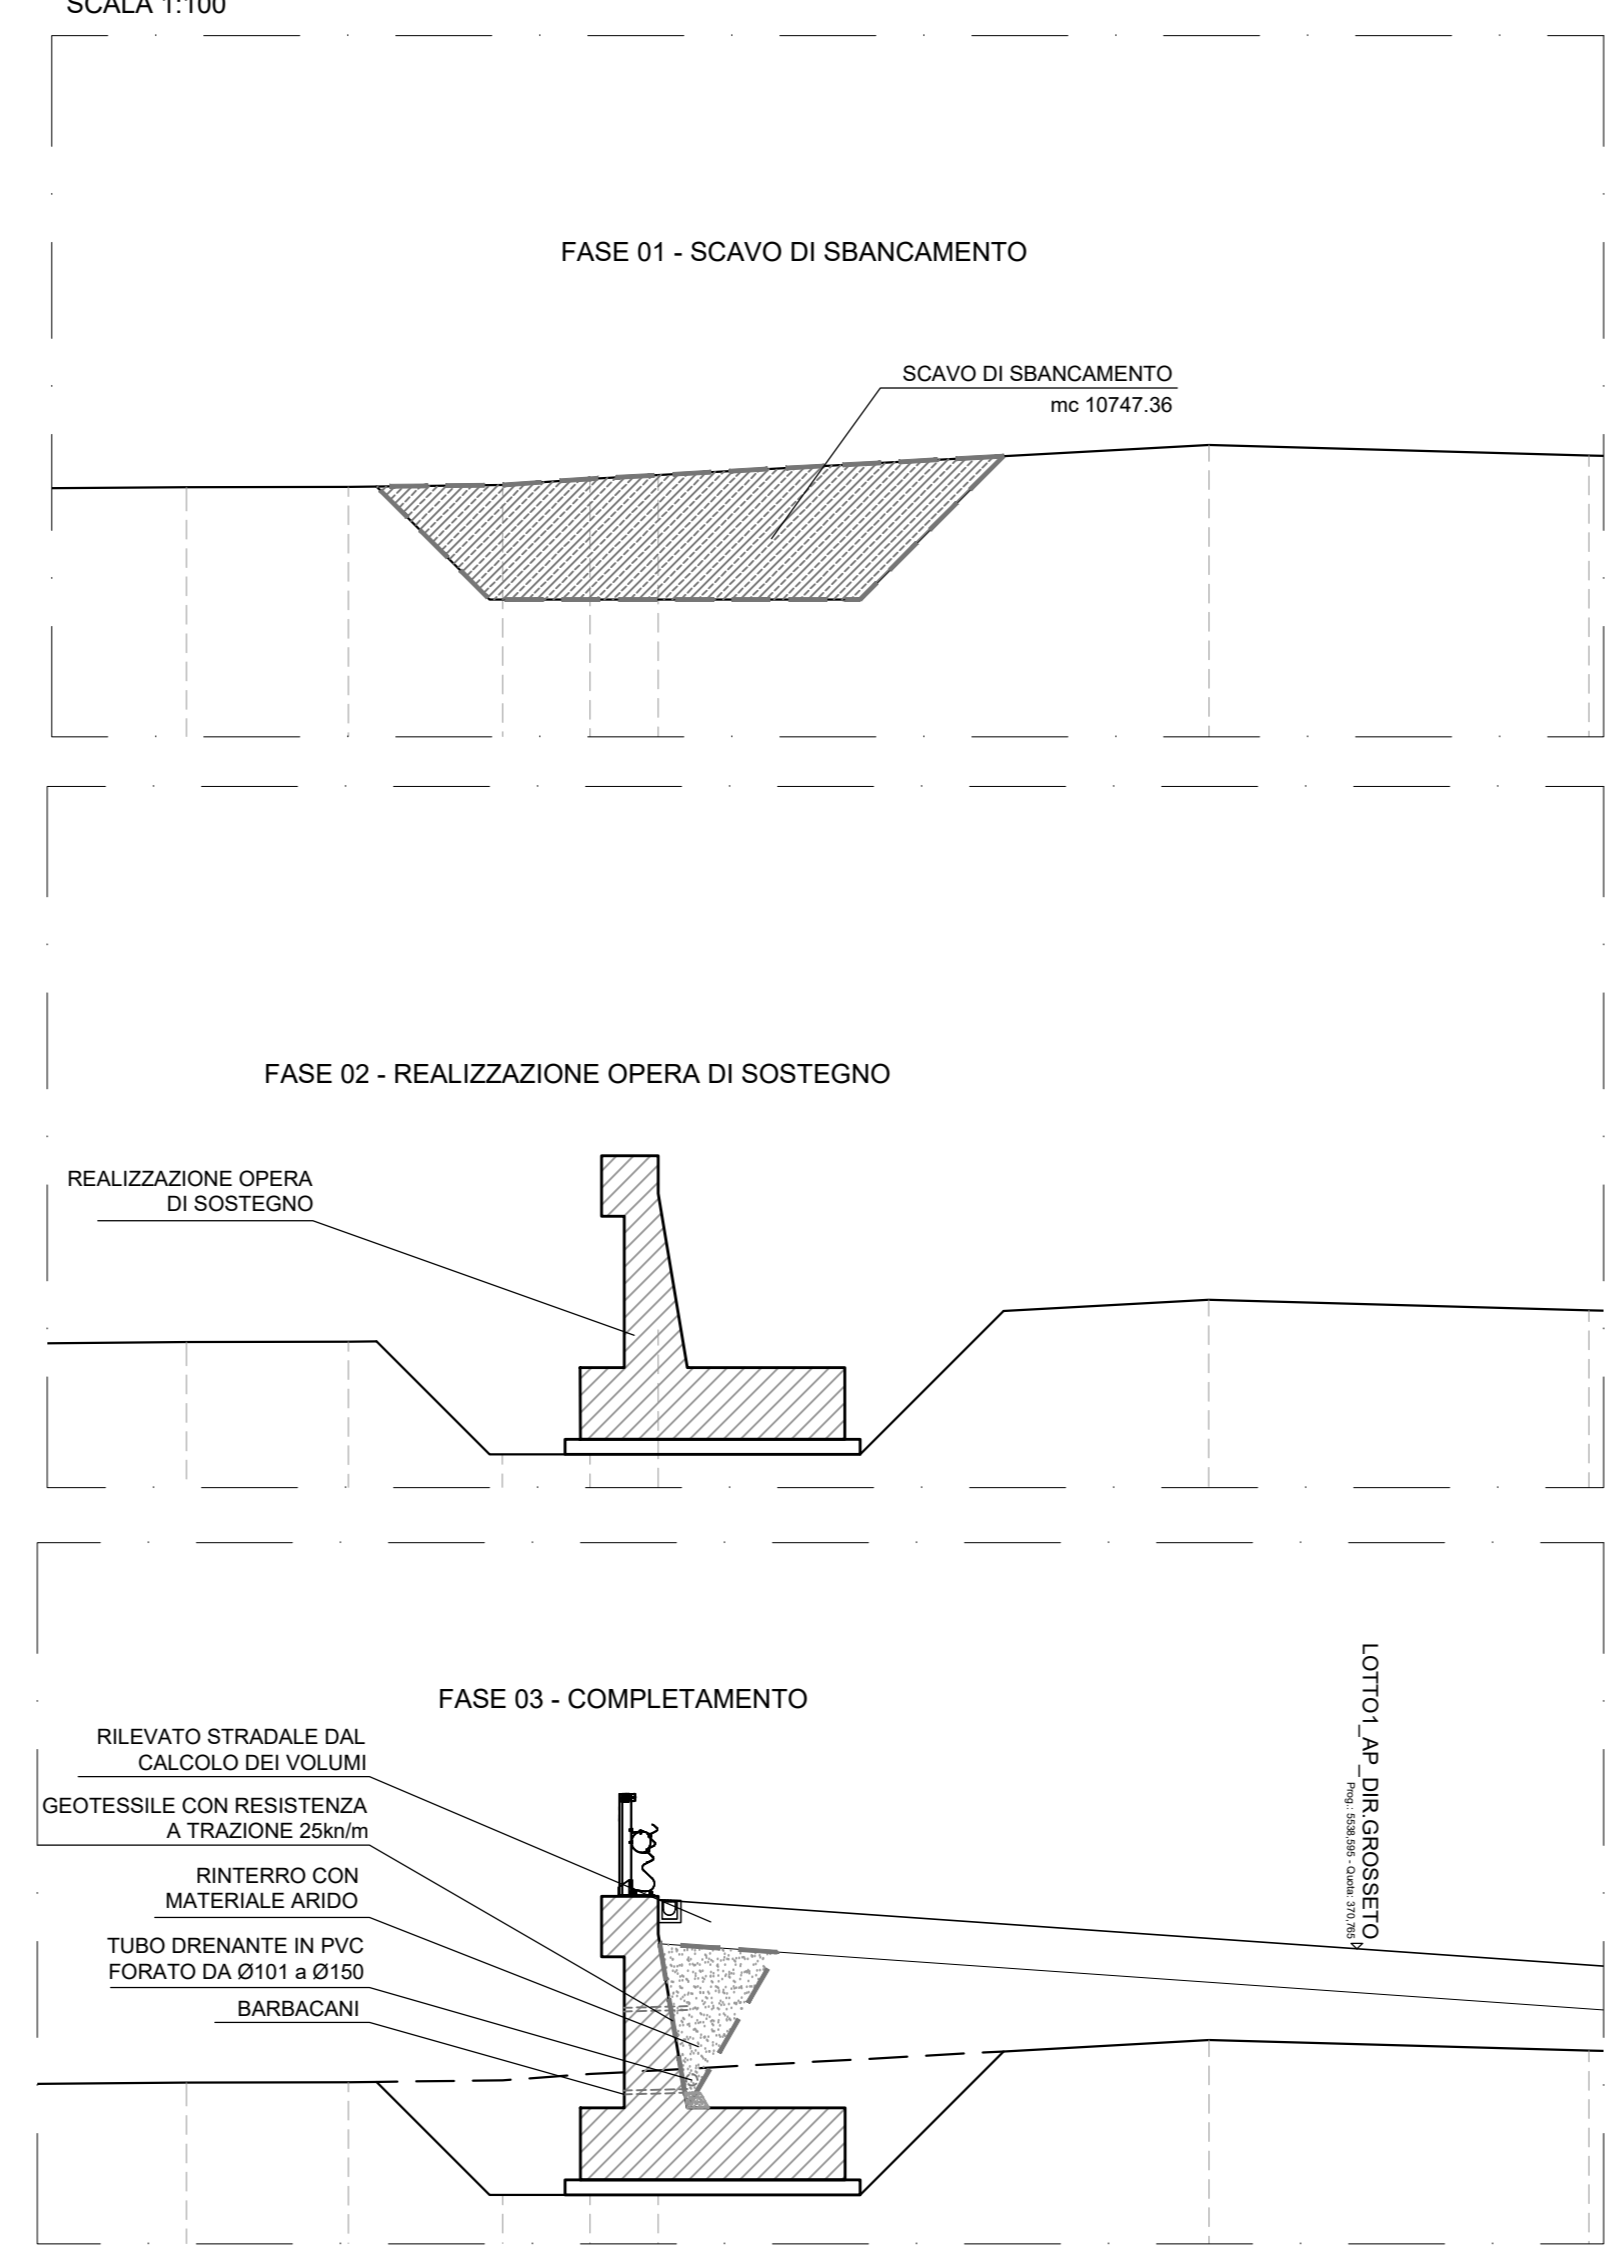 SCALA 1:100
FASE 01 - SCAVO DI SBANCAMENTO
SCAVO DI SBANCAMENTO
mc 10747.36
FASE 02 - REALIZZAZIONE OPERA DI SOSTEGNO
REALIZZAZIONE OPERA
DI SOSTEGNO
FASE 03 - COMPLETAMENTO
RILEVATO STRADALE DAL
CALCOLO DEI VOLUMI
GEOTESSILE CON RESISTENZA
A TRAZIONE 25kn/m
RINTERRO CON
MATERIALE ARIDO
TUBO DRENANTE IN PVC
FORATO DA Ø101 a Ø150
BARBACANI
LOTTO1_AP_DIR.GROSSETO
Prog.: 5538,595 - Quota: 370,765